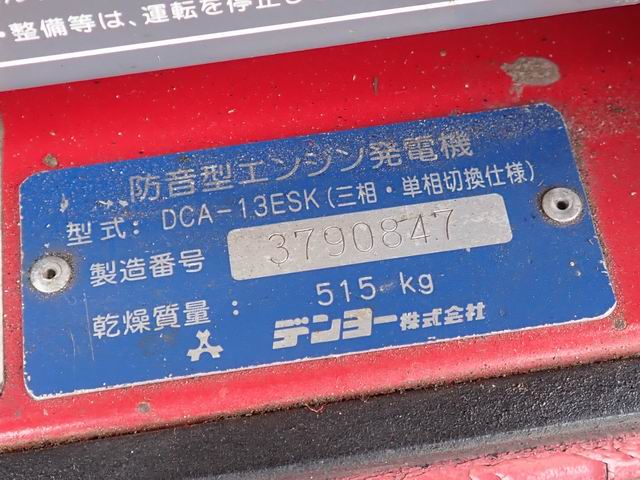 ・整備等は、運転を停止し
防音型エンジン発電機
型式： DCA-13ESK（三相・単相切換仕様）
製造番号 3790847
乾燥質量： 515 kg
デンヨー株式会社